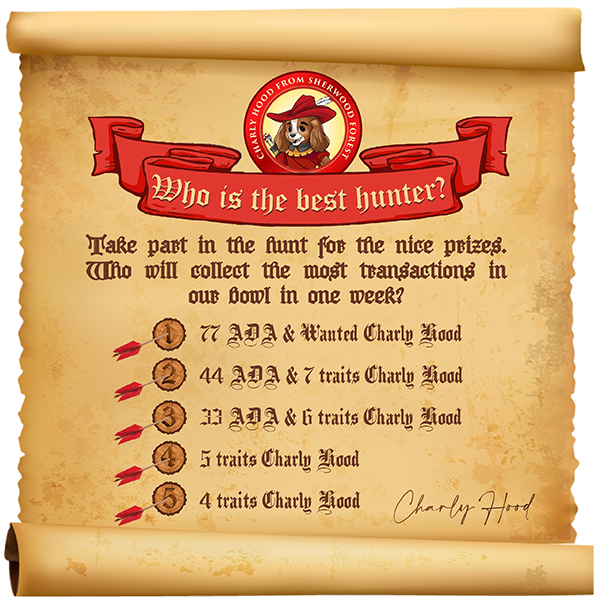 CHARLY HOOD FROM SHERWOOD FOREST
Who is the best hunter?
Take part in the hunt for the nice prizes.
Who will collect the most transactions in
our bowl in one week?
1 77 ADA & Wanted Charly Hood
2 44 ADA & 7 traits Charly Hood
3 33 ADA & 6 traits Charly Hood
4 5 traits Charly Hood
5 4 traits Charly Hood
Charly Hood